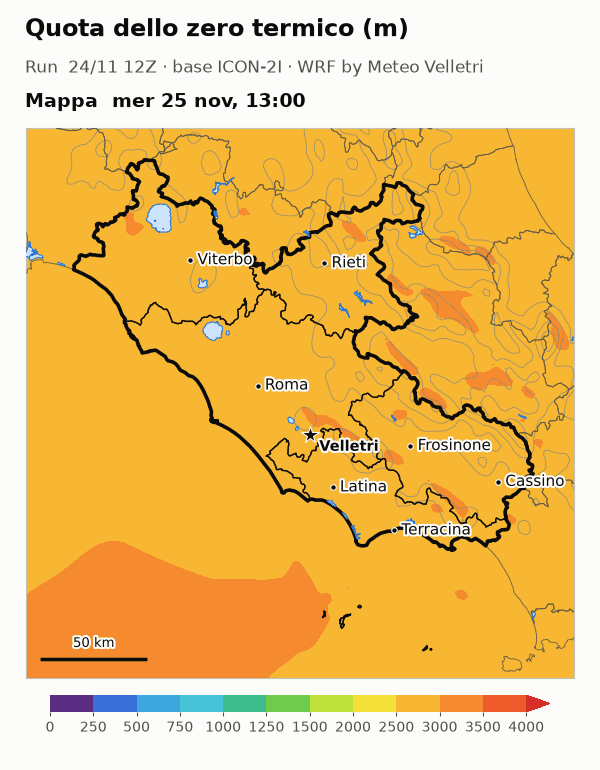 Quota dello zero termico (m)
Run  24/11 12Z · base ICON-2I · WRF by Meteo Velletri
Mappa  mer 25 nov, 13:00
Viterbo
Rieti
Roma
Velletri
Frosinone
Latina
Cassino
Terracina
50 km
0 250 500 750 1000 1250 1500 2000 2500 3000 3500 4000